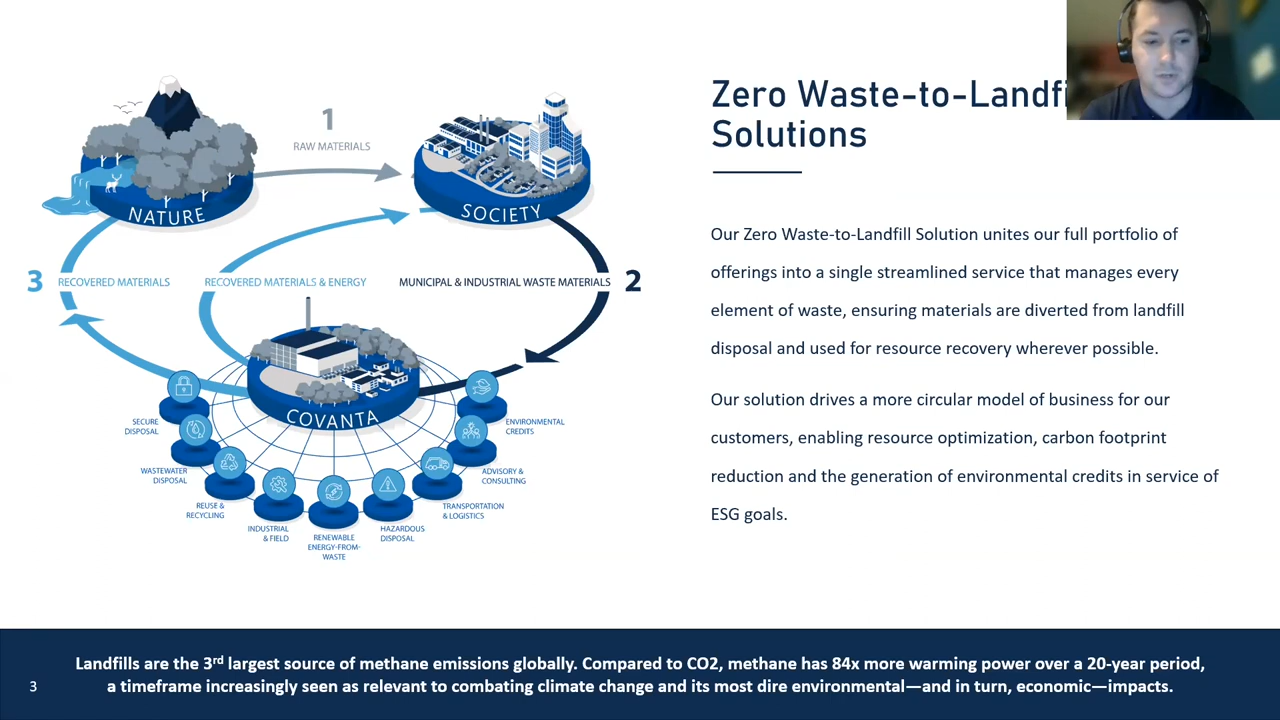 Zero Waste-to-Landfi
Solutions
1
RAW MATERIALS
NATURE
SOCIETY
3
RECOVERED MATERIALS
RECOVERED MATERIALS & ENERGY
MUNICIPAL & INDUSTRIAL WASTE MATERIALS
2
COVANTA
SECURE
DISPOSAL
WASTEWATER
DISPOSAL
REUSE &
RECYCLING
INDUSTRIAL
& FIELD
RENEWABLE
ENERGY-FROM-
WASTE
HAZARDOUS
DISPOSAL
TRANSPORTATION
& LOGISTICS
ADVISORY &
CONSULTING
ENVIRONMENTAL
CREDITS
Our Zero Waste-to-Landfill Solution unites our full portfolio of
offerings into a single streamlined service that manages every
element of waste, ensuring materials are diverted from landfill
disposal and used for resource recovery wherever possible.
Our solution drives a more circular model of business for our
customers, enabling resource optimization, carbon footprint
reduction and the generation of environmental credits in service of
ESG goals.
Landfills are the 3rd largest source of methane emissions globally. Compared to CO2, methane has 84x more warming power over a 20-year period,
a timeframe increasingly seen as relevant to combating climate change and its most dire environmental—and in turn, economic—impacts.
3